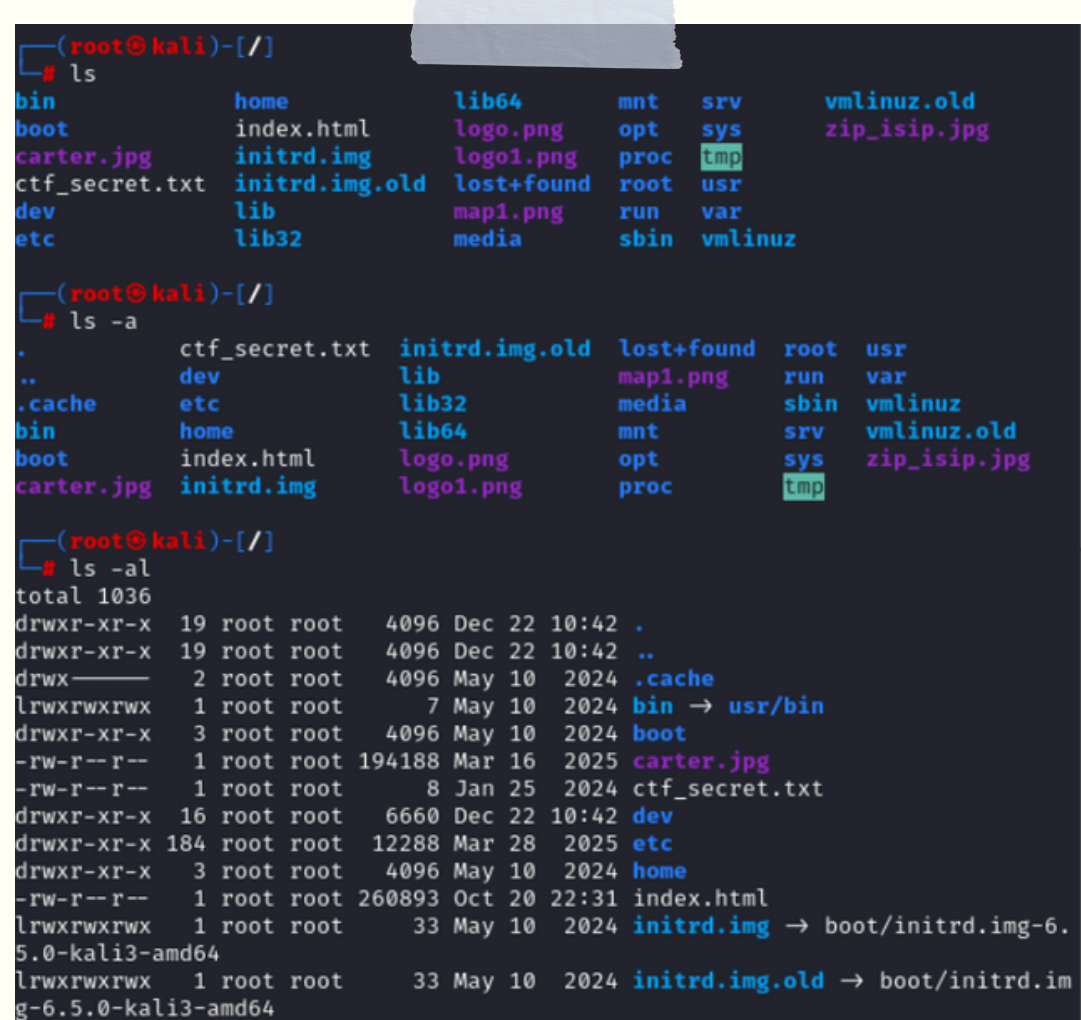 ┌──(root㉿kali)-[/]
└─# ls
bin home lib64 mnt srv vmlinuz.old
boot index.html logo.png opt sys zip_isip.jpg
carter.jpg initrd.img logo1.png proc tmp
ctf_secret.txt initrd.img.old lost+found root usr
dev lib map1.png run var
etc lib32 media sbin vmlinuz
┌──(root㉿kali)-[/]
└─# ls -a
. ctf_secret.txt initrd.img.old lost+found root usr
.. dev lib map1.png run var
.cache etc lib32 media sbin vmlinuz
bin home lib64 mnt srv vmlinuz.old
boot index.html logo.png opt sys zip_isip.jpg
carter.jpg initrd.img logo1.png proc tmp
┌──(root㉿kali)-[/]
└─# ls -al
total 1036
drwxr-xr-x 19 root root 4096 Dec 22 10:42 .
drwxr-xr-x 19 root root 4096 Dec 22 10:42 ..
drwx------ 2 root root 4096 May 10 2024 .cache
lrwxrwxrwx 1 root root 7 May 10 2024 bin → usr/bin
drwxr-xr-x 3 root root 4096 May 10 2024 boot
-rw-r--r-- 1 root root 194188 Mar 16 2025 carter.jpg
-rw-r--r-- 1 root root 8 Jan 25 2024 ctf_secret.txt
drwxr-xr-x 16 root root 6660 Dec 22 10:42 dev
drwxr-xr-x 184 root root 12288 Mar 28 2025 etc
drwxr-xr-x 3 root root 4096 May 10 2024 home
-rw-r--r-- 1 root root 260893 Oct 20 22:31 index.html
lrwxrwxrwx 1 root root 33 May 10 2024 initrd.img → boot/initrd.img-6.
5.0-kali3-amd64
lrwxrwxrwx 1 root root 33 May 10 2024 initrd.img.old → boot/initrd.im
g-6.5.0-kali3-amd64